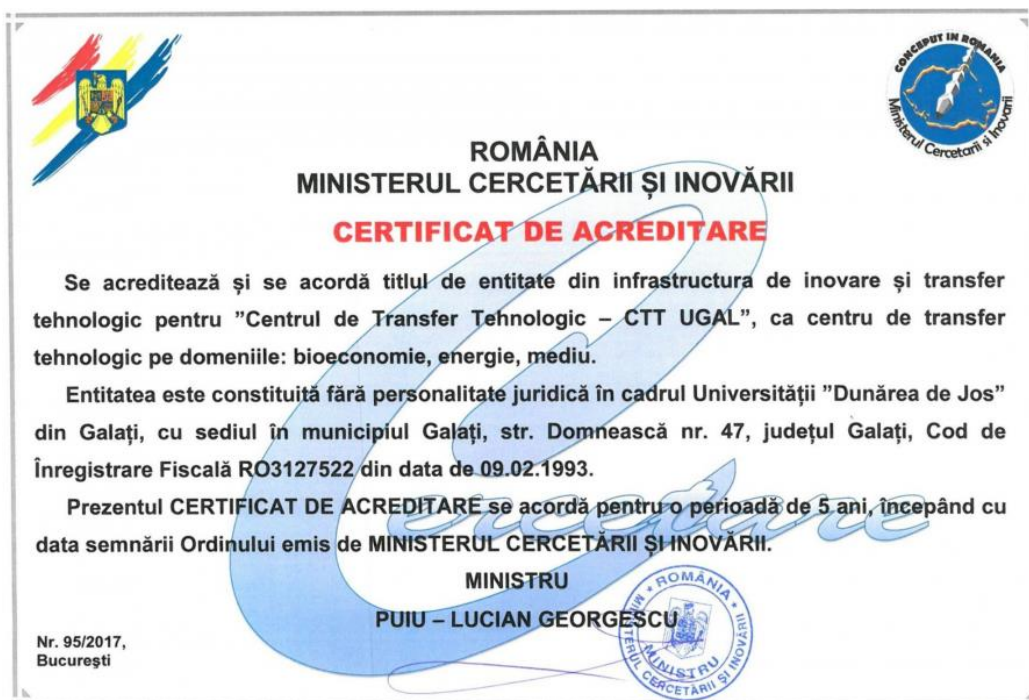 CONCEPUT IN ROMANIA
Ministerul Cercetarii si Inovarii
ROMÂNIA
MINISTERUL CERCETĂRII ȘI INOVĂRII
CERTIFICAT DE ACREDITARE
Se acreditează și se acordă titlul de entitate din infrastructura de inovare și transfer
tehnologic pentru ”Centrul de Transfer Tehnologic – CTT UGAL”, ca centru de transfer
tehnologic pe domeniile: bioeconomie, energie, mediu.
Entitatea este constituită fără personalitate juridică în cadrul Universității ”Dunărea de Jos”
din Galați, cu sediul în municipiul Galați, str. Domnească nr. 47, județul Galați, Cod de
Înregistrare Fiscală RO3127522 din data de 09.02.1993.
Cercetare
Prezentul CERTIFICAT DE ACREDITARE se acordă pentru o perioadă de 5 ani, începând cu
data semnării Ordinului emis de MINISTERUL CERCETĂRII ȘI INOVĂRII.
MINISTRU
PUIU – LUCIAN GEORGESCU
Nr. 95/2017,
București
ROMÂNIA
MINISTERUL CERCETĂRII ȘI INOVĂRII
MINISTRU